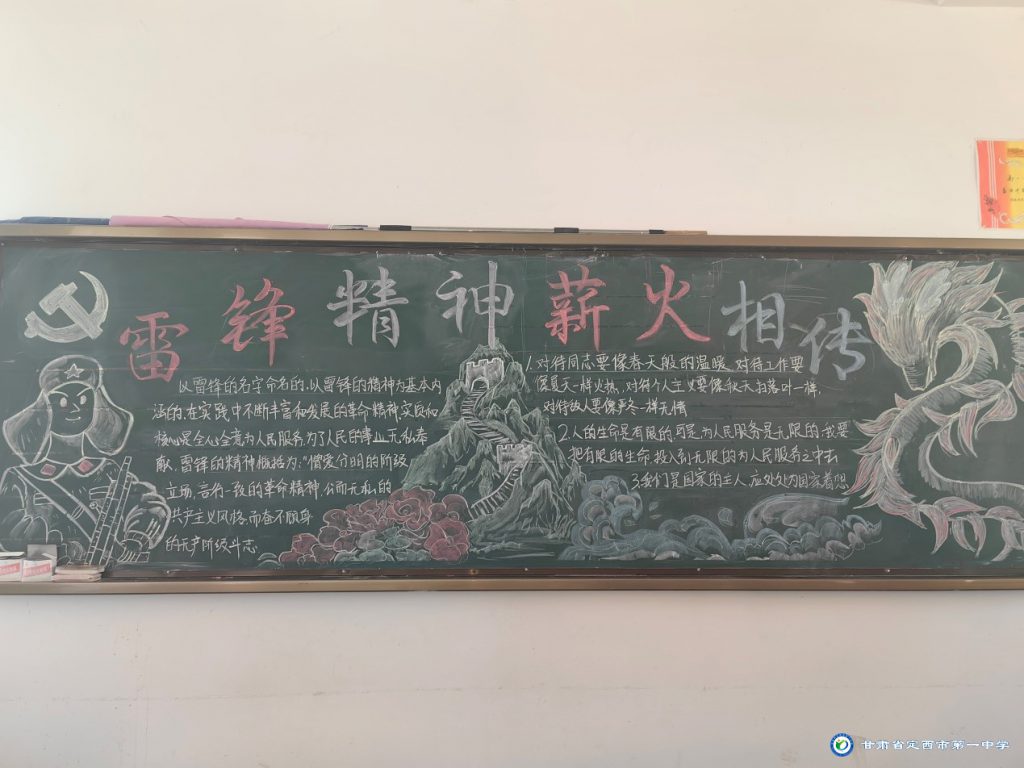 雷锋精神薪火相传
以雷锋的名字命名的，以雷锋的精神为基本内
涵的，在实践中不断丰富和发展的革命精神，实质和
核心是全心全意为人民服务，为了人民的事业无私奉
献，雷锋的精神概括为："憎爱分明的阶级
立场，言行一致的革命精神，公而无私的
共产主义风格，而奋不顾身
的无产阶级斗志
1.对待同志要像春天般的温暖，对待工作要
像夏天一样火热，对待个人主义要像秋天扫落叶一样，
对待敌人要像严冬一样无情
2.人的生命是有限的，可是为人民服务是无限的，我要
把有限的生命，投入到无限的为人民服务之中去
3.我们是国家的主人，应处处为国家着想
甘肃省定西市第一中学